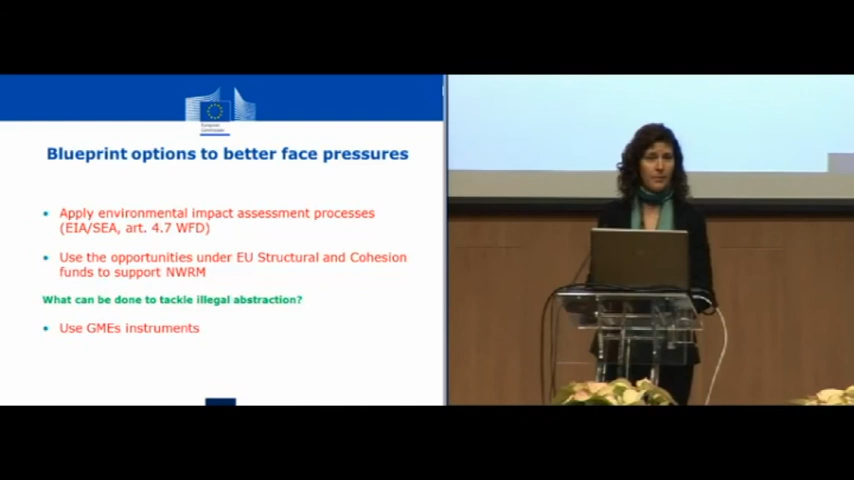 European
Commission
Blueprint options to better face pressures
• Apply environmental impact assessment processes
(EIA/SEA, art. 4.7 WFD)
• Use the opportunities under EU Structural and Cohesion
funds to support NWRM
What can be done to tackle illegal abstraction?
• Use GMEs instruments